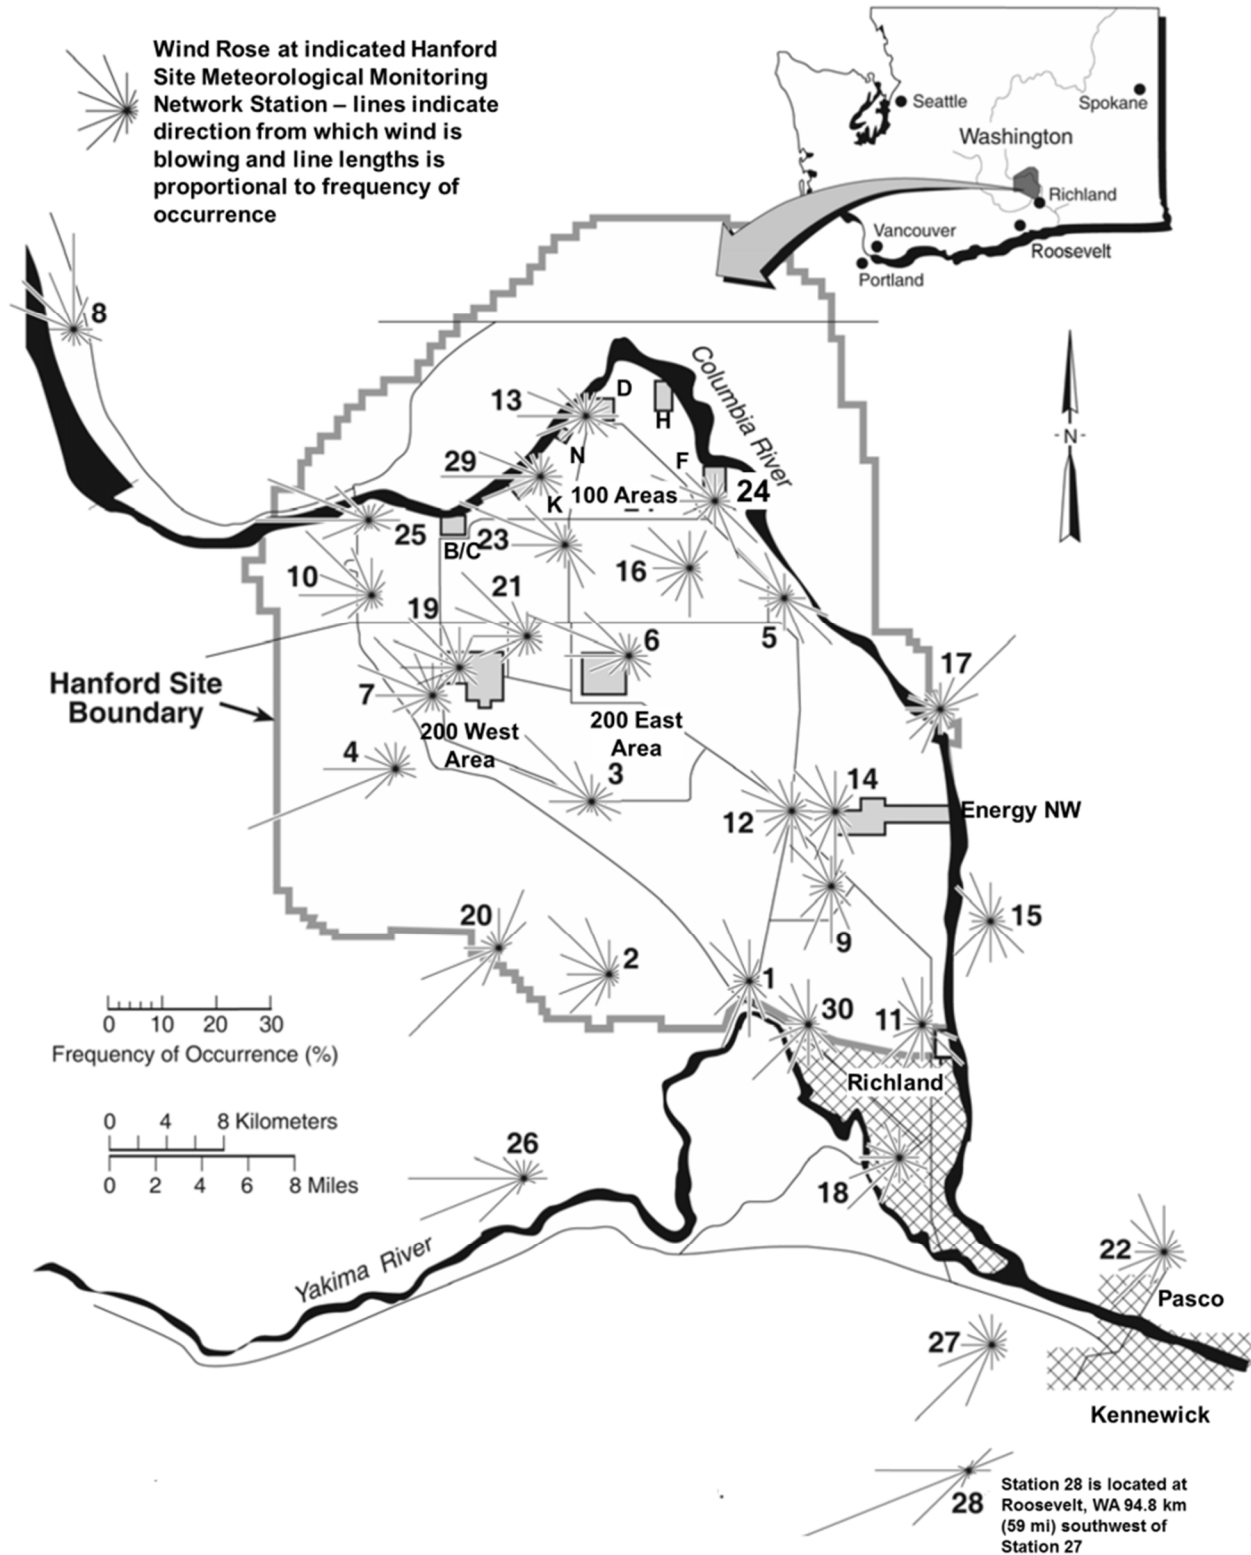 Wind Rose at indicated Hanford
Site Meteorological Monitoring
Network Station – lines indicate
direction from which wind is
blowing and line lengths is
proportional to frequency of
occurrence
Seattle
Spokane
Washington
Richland
Vancouver
Roosevelt
Portland
8
-N-
Columbia River
D
13
H
N
F
29
100 Areas
24
K
25
B/C
23
10
16
21
19
5
6
Hanford Site
Boundary
7
17
200 West
Area
200 East
Area
4
3
14
12
Energy NW
20
15
2
9
1
30
11
0 10 20 30
Frequency of Occurrence (%)
Richland
0 4 8 Kilometers
0 2 4 6 8 Miles
26
18
22
Yakima River
Pasco
27
Kennewick
28
Station 28 is located at
Roosevelt, WA 94.8 km
(59 mi) southwest of
Station 27